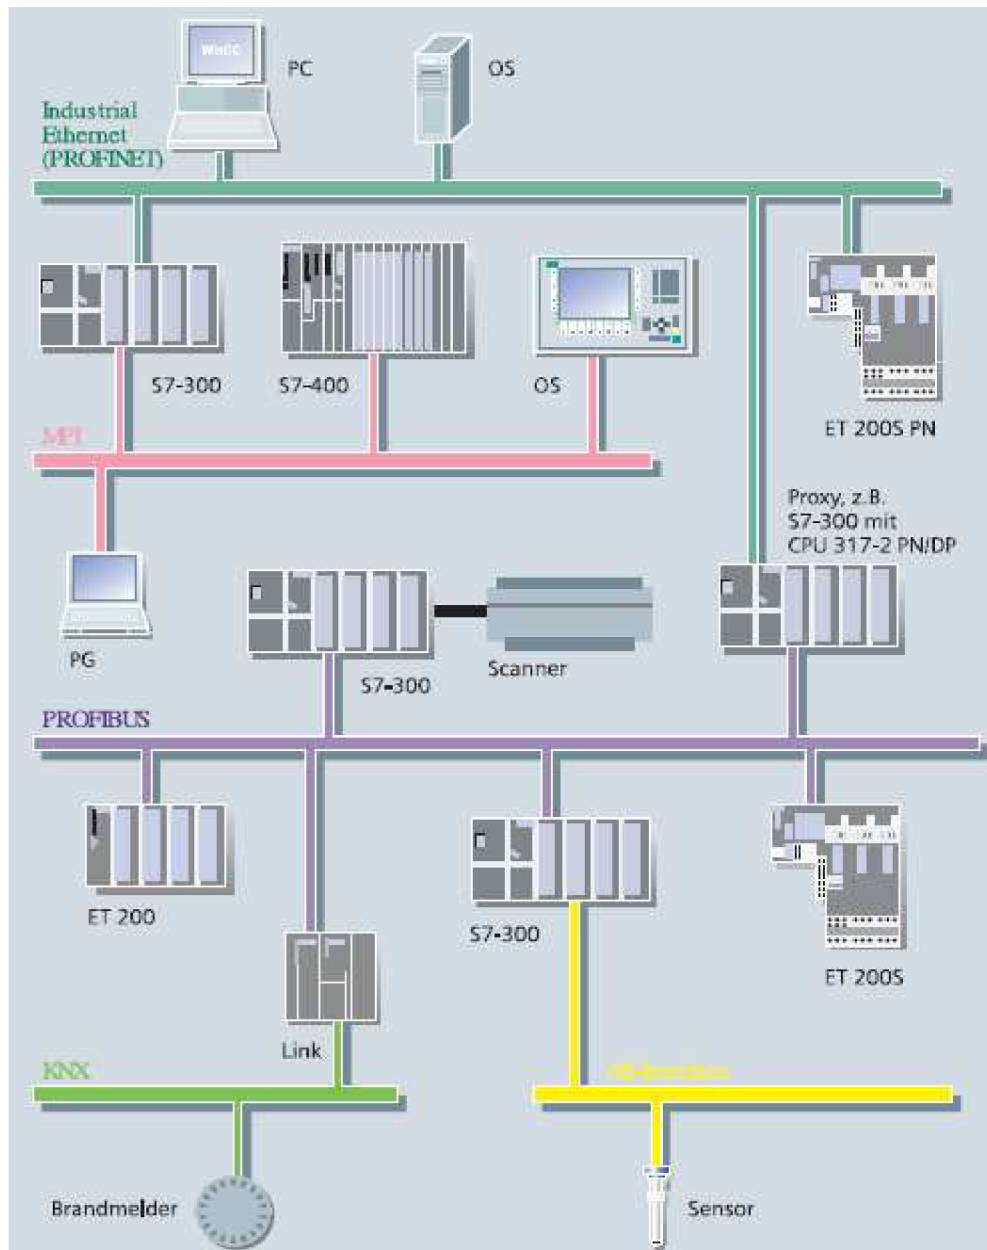 WinCC
PC
OS
Industrial
Ethernet
(PROFINET)
S7-300
S7-400
OS
ET 200S PN
MPI
Proxy, z.B.
S7-300 mit
CPU 317-2 PN/DP
PG
S7-300
Scanner
PROFIBUS
ET 200
S7-300
ET 200S
Link
KNX
Brandmelder
Sensor